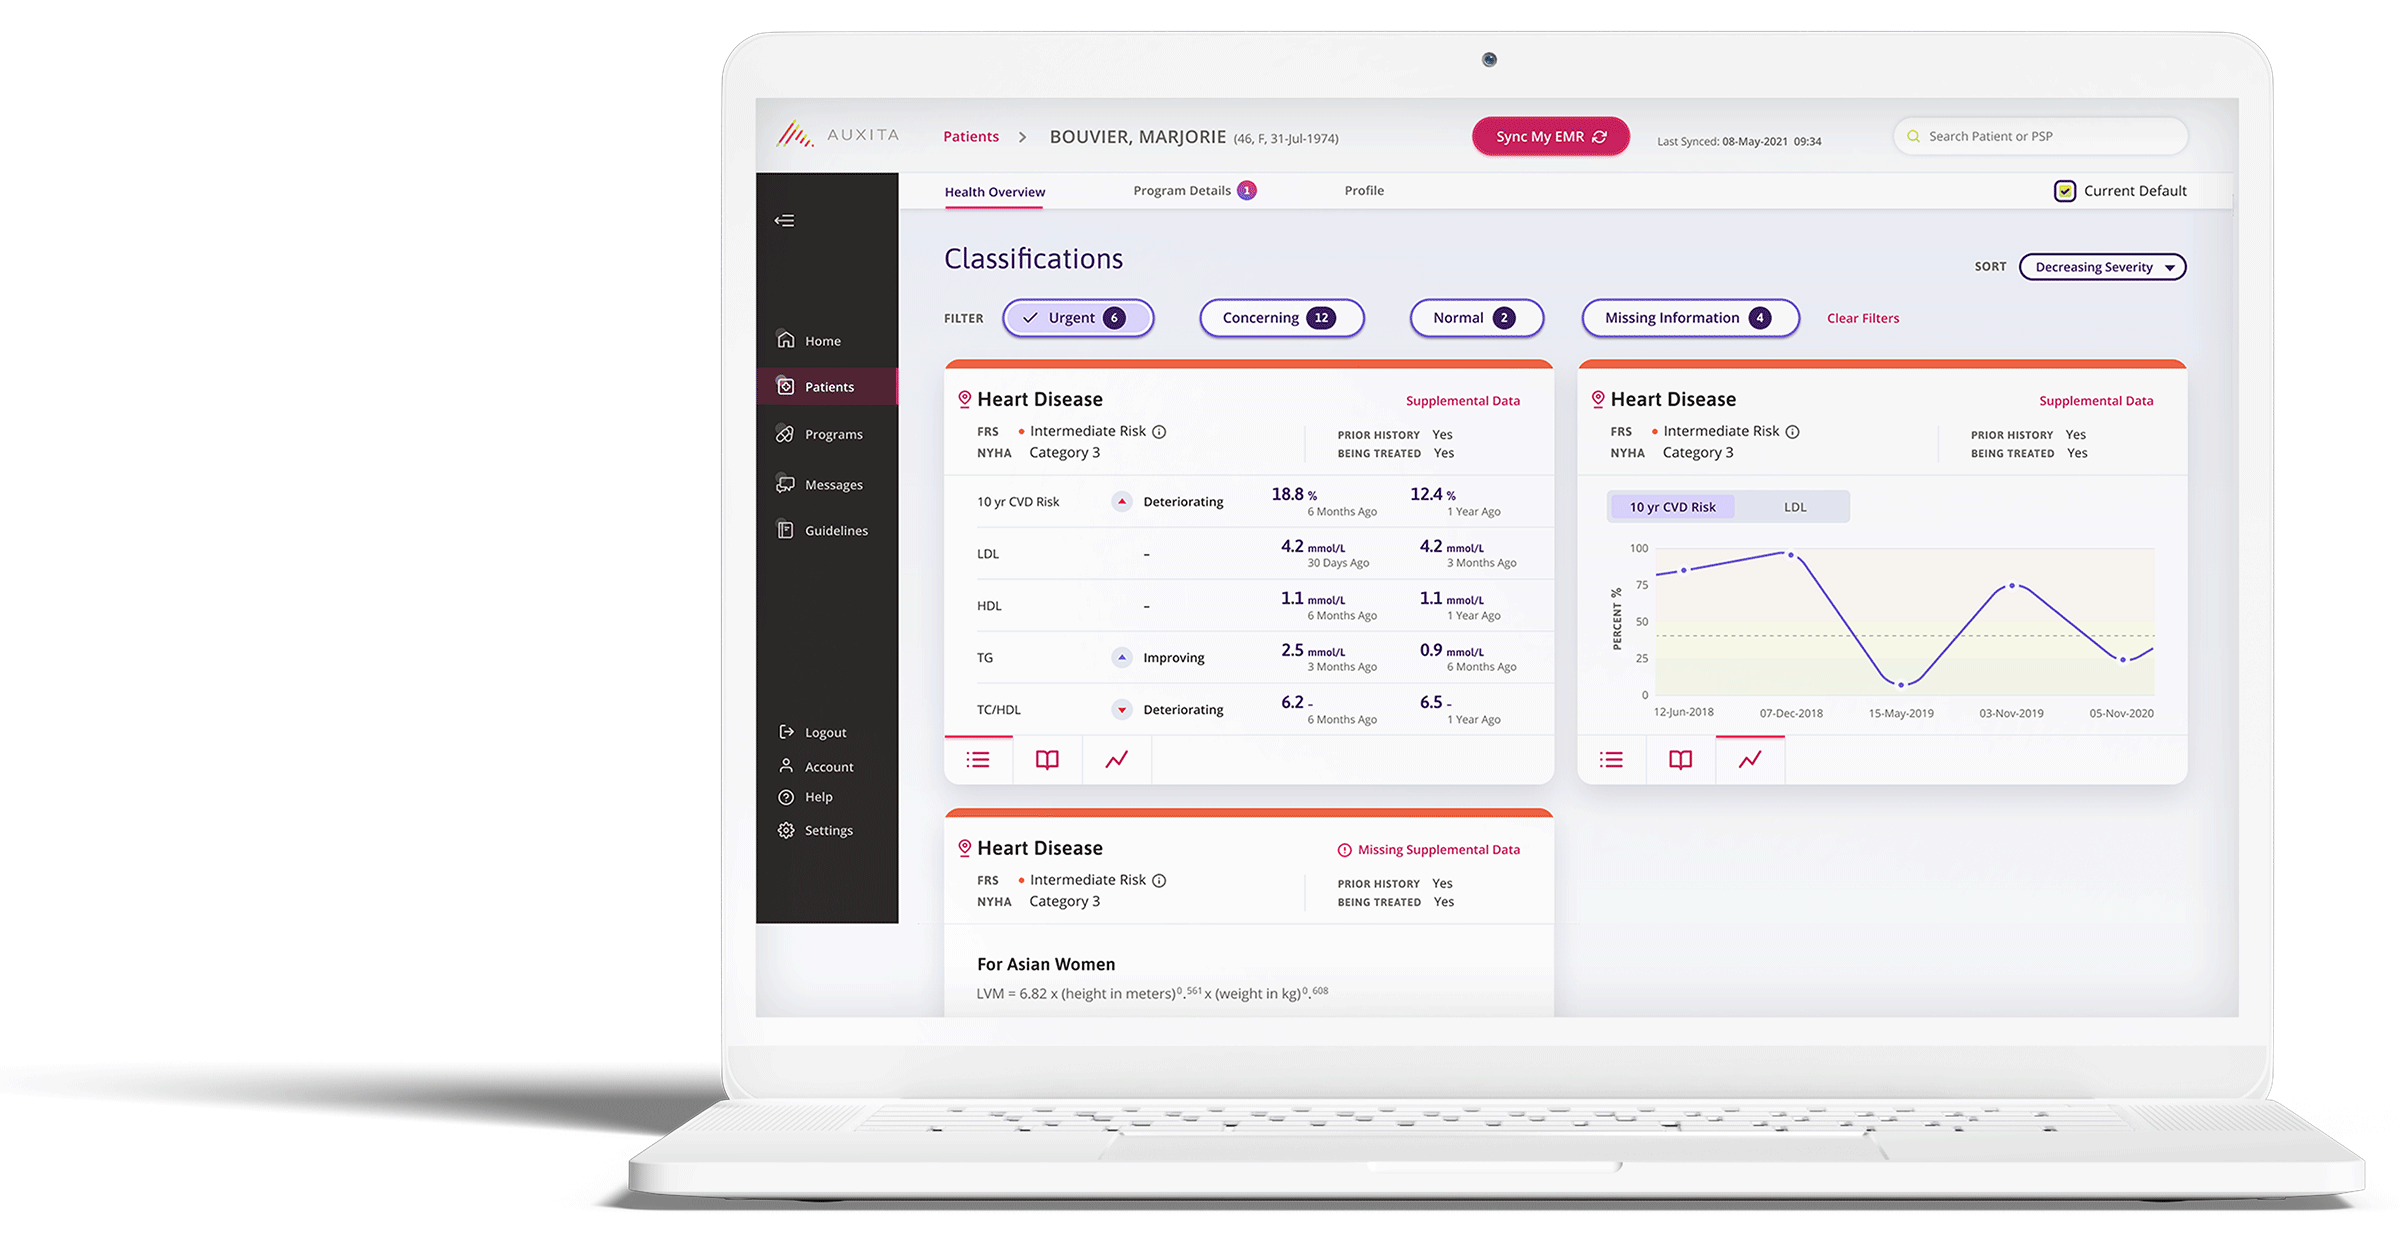 AUXITA
Patients > BOUVIER, MARJORIE (46, F, 31-Jul-1974)
Sync My EMR
Last Synced: 08-May-2021 09:34
Search Patient or PSP
Health Overview
Program Details 1
Profile
Current Default
Home
Patients
Programs
Messages
Guidelines
Logout
Account
Help
Settings
Classifications
SORT Decreasing Severity
FILTER Urgent 6 Concerning 12 Normal 2 Missing Information 4 Clear Filters
Heart Disease Supplemental Data
FRS • Intermediate Risk PRIOR HISTORY Yes
NYHA Category 3 BEING TREATED Yes
10 yr CVD Risk Deteriorating 18.8 % 12.4 %
6 Months Ago 1 Year Ago
LDL – 4.2 mmol/L 4.2 mmol/L
30 Days Ago 3 Months Ago
HDL – 1.1 mmol/L 1.1 mmol/L
6 Months Ago 1 Year Ago
TG Improving 2.5 mmol/L 0.9 mmol/L
3 Months Ago 6 Months Ago
TC/HDL Deteriorating 6.2 – 6.5 –
6 Months Ago 1 Year Ago
Heart Disease Supplemental Data
FRS • Intermediate Risk PRIOR HISTORY Yes
NYHA Category 3 BEING TREATED Yes
10 yr CVD Risk LDL
PERCENT %
100
75
50
25
0
12-Jun-2018 07-Dec-2018 15-May-2019 03-Nov-2019 05-Nov-2020
Heart Disease Missing Supplemental Data
FRS • Intermediate Risk PRIOR HISTORY Yes
NYHA Category 3 BEING TREATED Yes
For Asian Women
LVM = 6.82 x (height in meters)⁰.⁵⁶¹ x (weight in kg)⁰.⁶⁰⁸